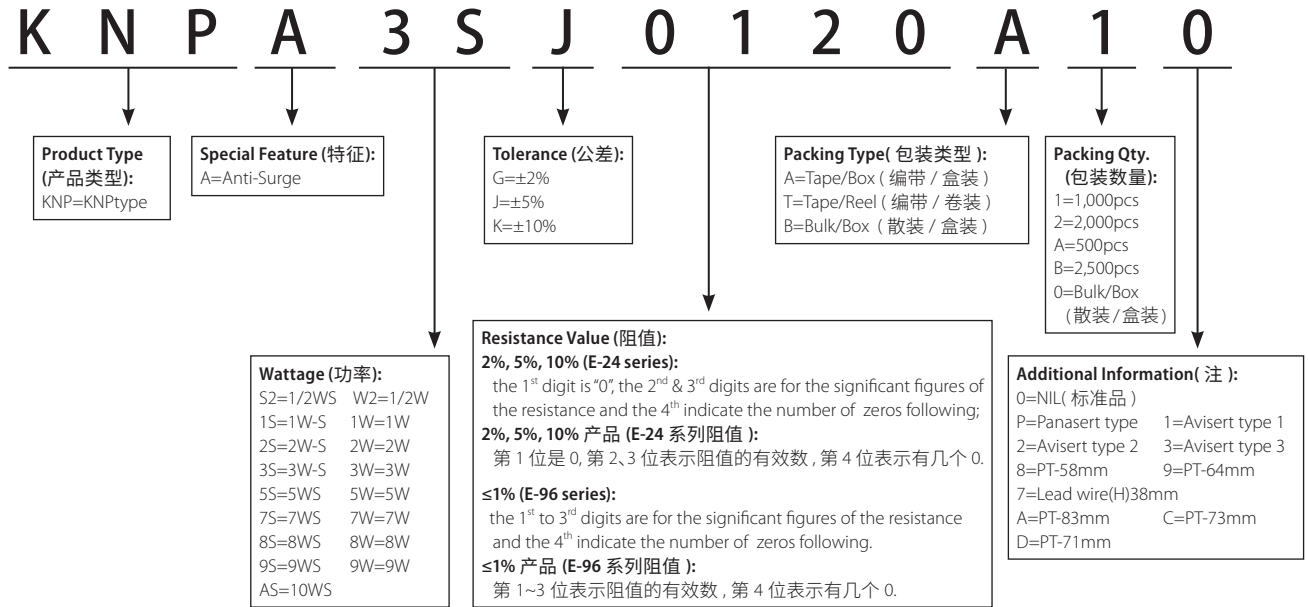 K N P A 3 S J 0 1 2 0 A 1 0
Product Type
(产品类型):
KNP=KNPtype
Special Feature (特征):
A=Anti-Surge
Tolerance (公差):
G=±2%
J=±5%
K=±10%
Packing Type( 包装类型 ):
A=Tape/Box ( 编带 / 盒装 )
T=Tape/Reel ( 编带 / 卷装 )
B=Bulk/Box ( 散装 / 盒装 )
Packing Qty.
(包装数量):
1=1,000pcs
2=2,000pcs
A=500pcs
B=2,500pcs
0=Bulk/Box
(散装/盒装)
Wattage (功率):
S2=1/2WS W2=1/2W
1S=1W-S 1W=1W
2S=2W-S 2W=2W
3S=3W-S 3W=3W
5S=5WS 5W=5W
7S=7WS 7W=7W
8S=8WS 8W=8W
9S=9WS 9W=9W
AS=10WS
Resistance Value (阻值):
2%, 5%, 10% (E-24 series):
the 1st digit is "0", the 2nd & 3rd digits are for the significant figures of
the resistance and the 4th indicate the number of zeros following;
2%, 5%, 10% 产品 (E-24 系列阻值 ):
第 1 位是 0, 第 2、3 位表示阻值的有效数 , 第 4 位表示有几个 0.
≤1% (E-96 series):
the 1st to 3rd digits are for the significant figures of the resistance
and the 4th indicate the number of zeros following.
≤1% 产品 (E-96 系列阻值 ):
第 1~3 位表示阻值的有效数 , 第 4 位表示有几个 0.
Additional Information( 注 ):
0=NIL( 标准品 )
P=Panasert type 1=Avisert type 1
2=Avisert type 2 3=Avisert type 3
8=PT-58mm 9=PT-64mm
7=Lead wire(H)38mm
A=PT-83mm C=PT-73mm
D=PT-71mm